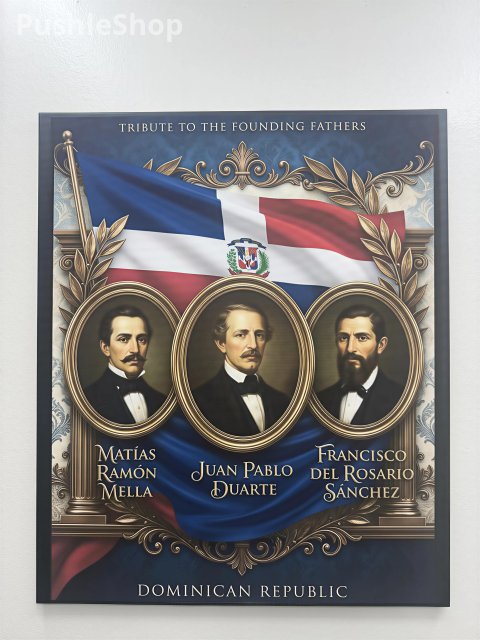 PushleShop
TRIBUTE TO THE FOUNDING FATHERS
MATÍAS
RAMÓN
MELLA
JUAN PABLO
DUARTE
FRANCISCO
DEL ROSARIO
SÁNCHEZ
DOMINICAN REPUBLIC